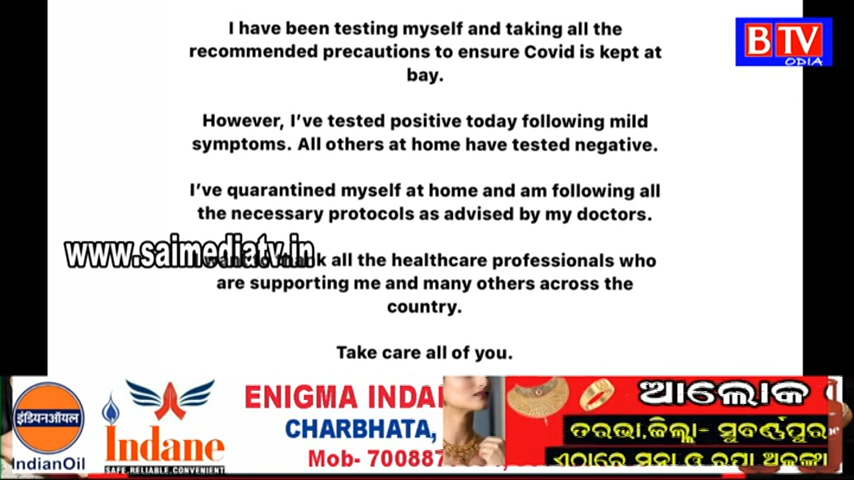 I have been testing myself and taking all the
recommended precautions to ensure Covid is kept at
bay.
However, I've tested positive today following mild
symptoms. All others at home have tested negative.
I've quarantined myself at home and am following all
the necessary protocols as advised by my doctors.
all the healthcare professionals who
are supporting me and many others across the
country.
Take care all of you.
BTV
ODIA
www.saimediatv.in
इंडियनऑयल
IndianOil
Indane
SAFE, RELIABLE, CONVENIENT
ENIGMA
CHARBHATA,
Mob-
ଆଲୋକ
ତରଭା,ଜିଲ୍ଲା- ସୁବର୍ଣ୍ଣପୁର
ଏଠାରେ ସୁନା ଓ ରୂପା